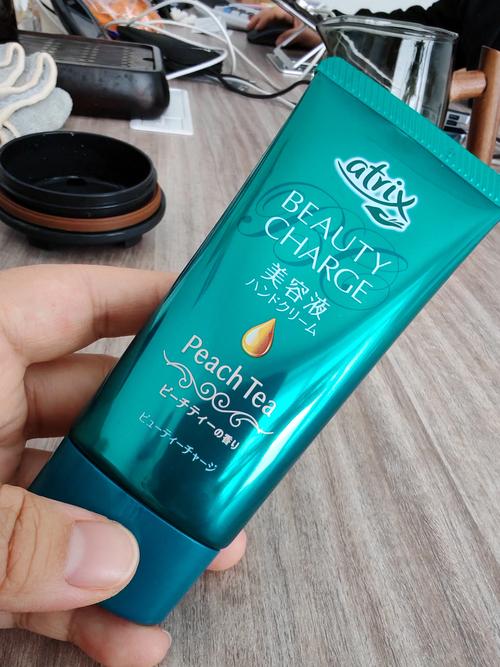 atrix
BEAUTY
CHARGE
美容液
ハンドクリーム
Peach Tea
ピーチティーの香り
ビューティーチャージ